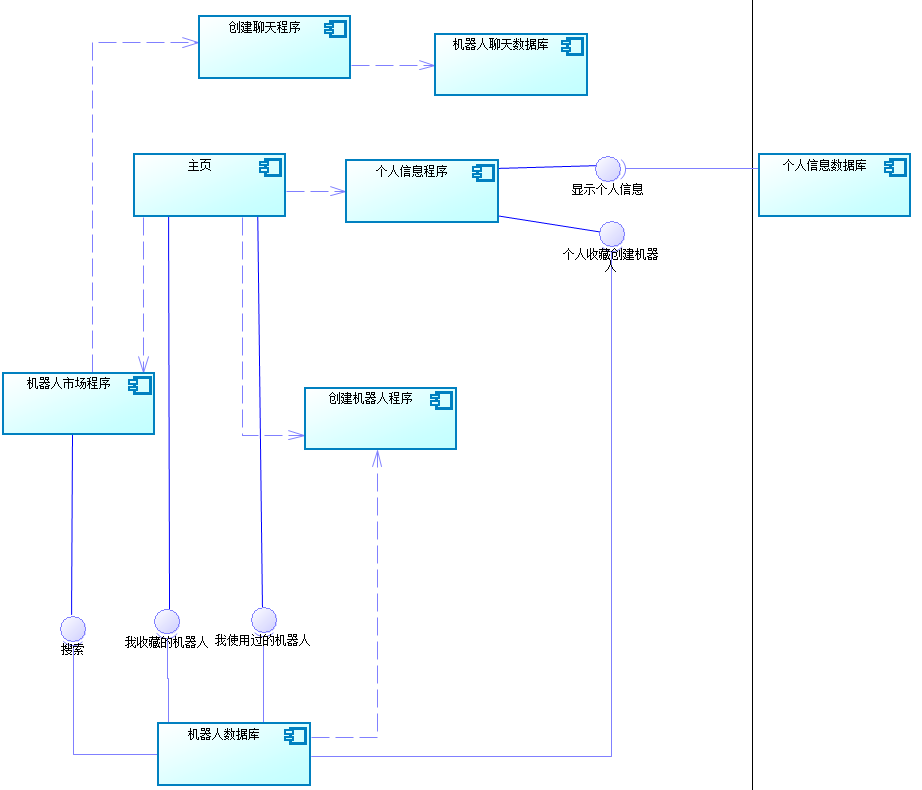 创建聊天程序
机器人聊天数据库
主页
个人信息程序
个人信息数据库
显示个人信息
个人收藏创建机器
人
机器人市场程序
创建机器人程序
搜索
我收藏的机器人
我使用过的机器人
机器人数据库